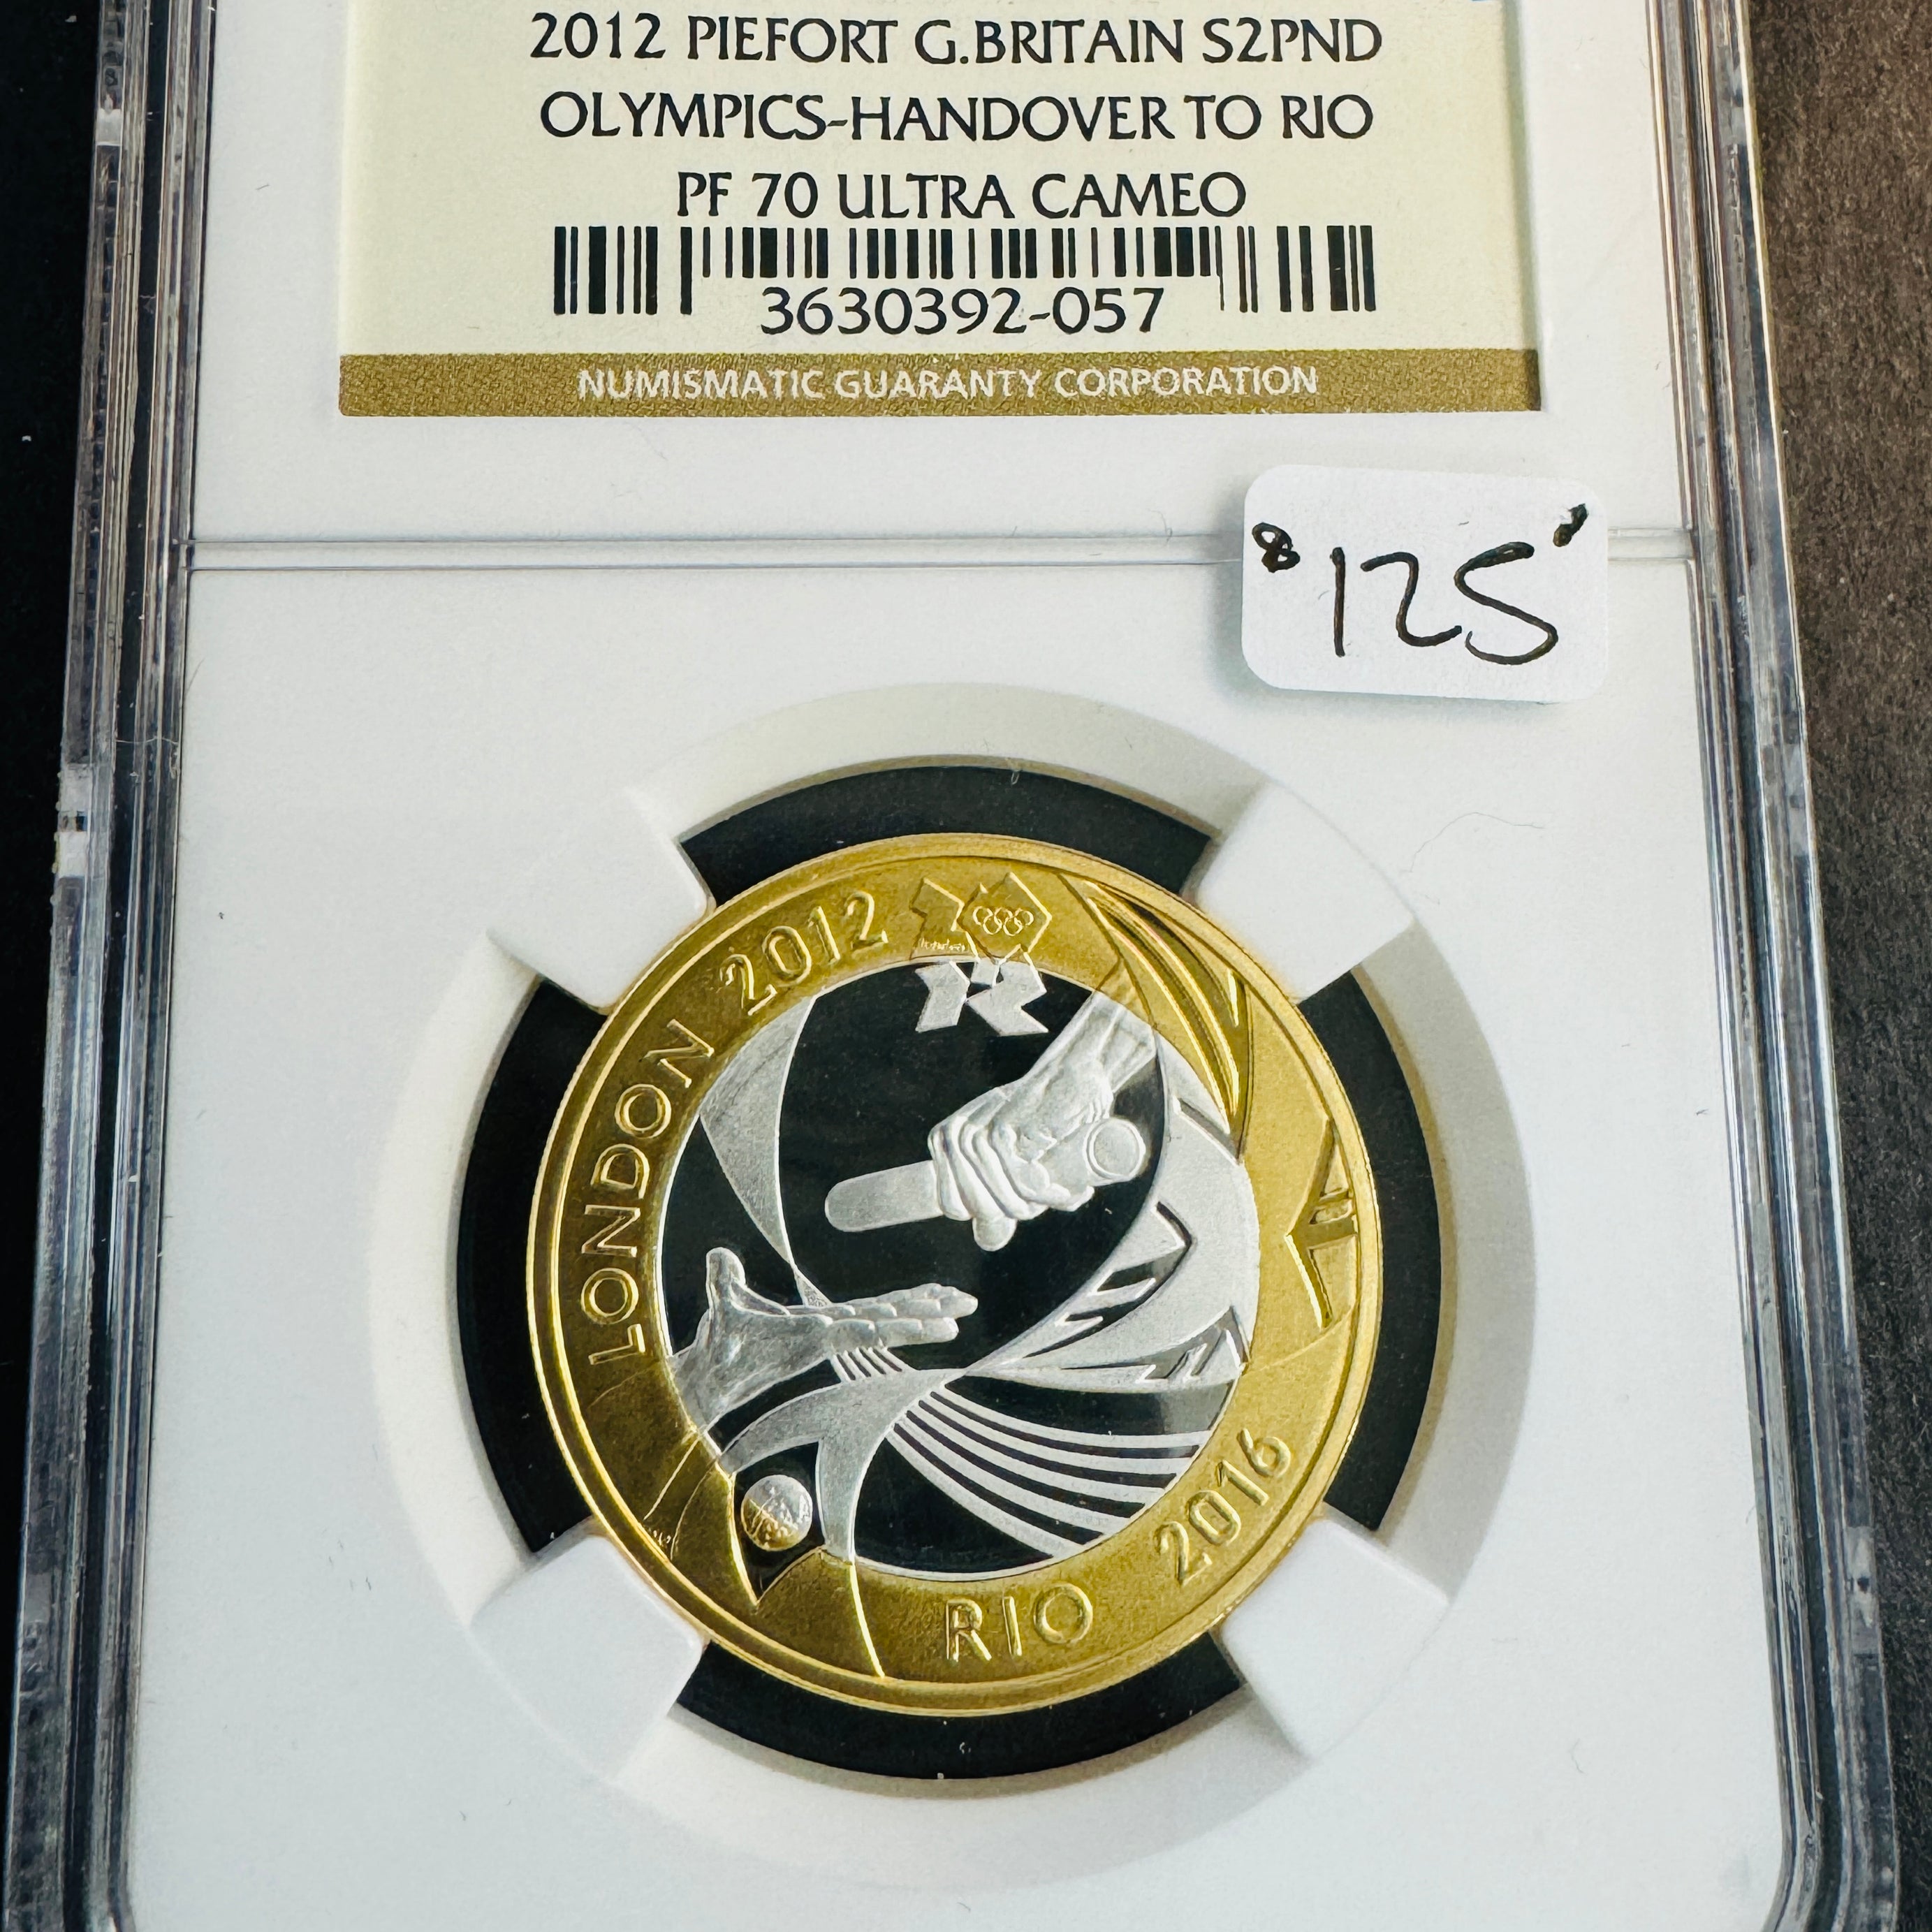 2012 PIEFORT G.BRITAIN S2PND
OLYMPICS-HANDOVER TO RIO
PF 70 ULTRA CAMEO
3630392-057
NUMISMATIC GUARANTY CORPORATION
$125
LONDON 2012
london
RIO 2016